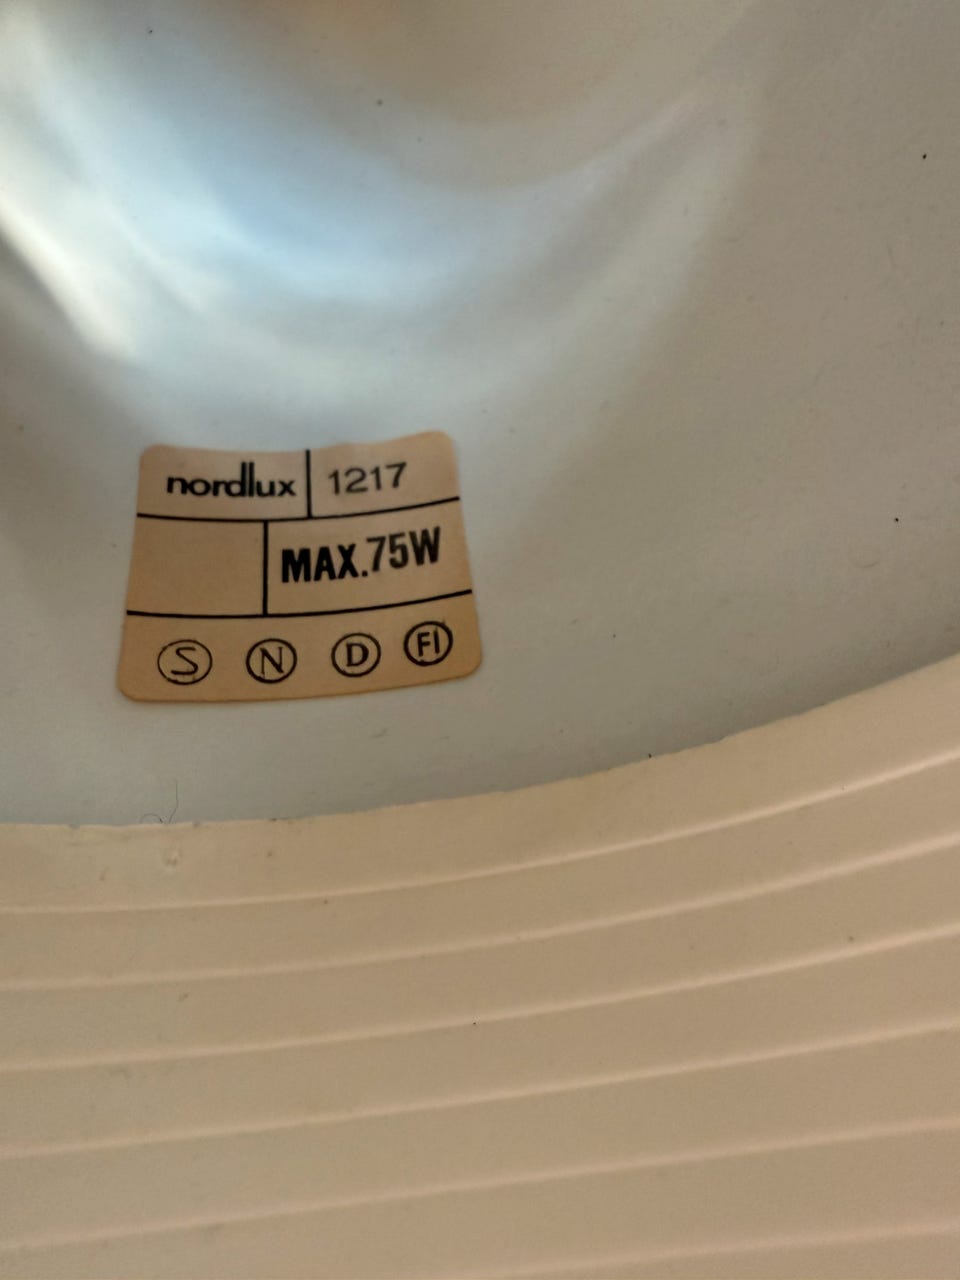 nordlux 1217
MAX.75W
S N D FI